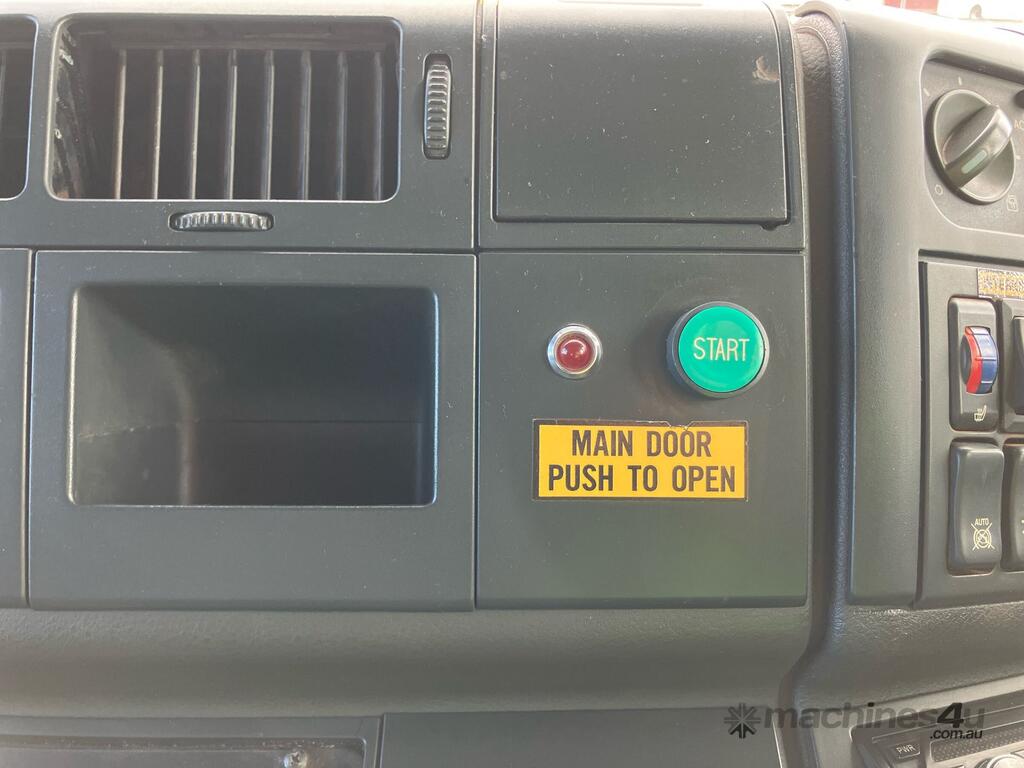 START
MAIN DOOR
PUSH TO OPEN
AUTO
PWR
machines4u
.com.au